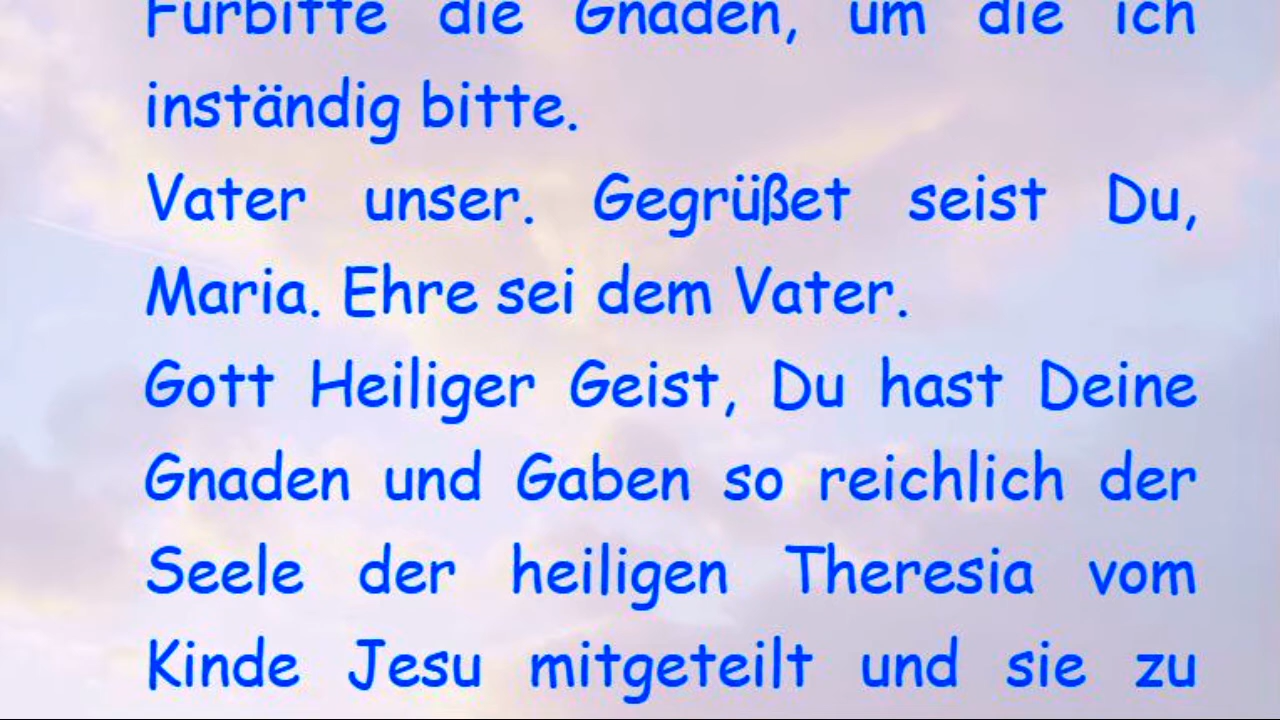 Fürbitte die Gnaden, um die ich
inständig bitte.
Vater unser. Gegrüßet seist Du,
Maria. Ehre sei dem Vater.
Gott Heiliger Geist, Du hast Deine
Gnaden und Gaben so reichlich der
Seele der heiligen Theresia vom
Kinde Jesu mitgeteilt und sie zu